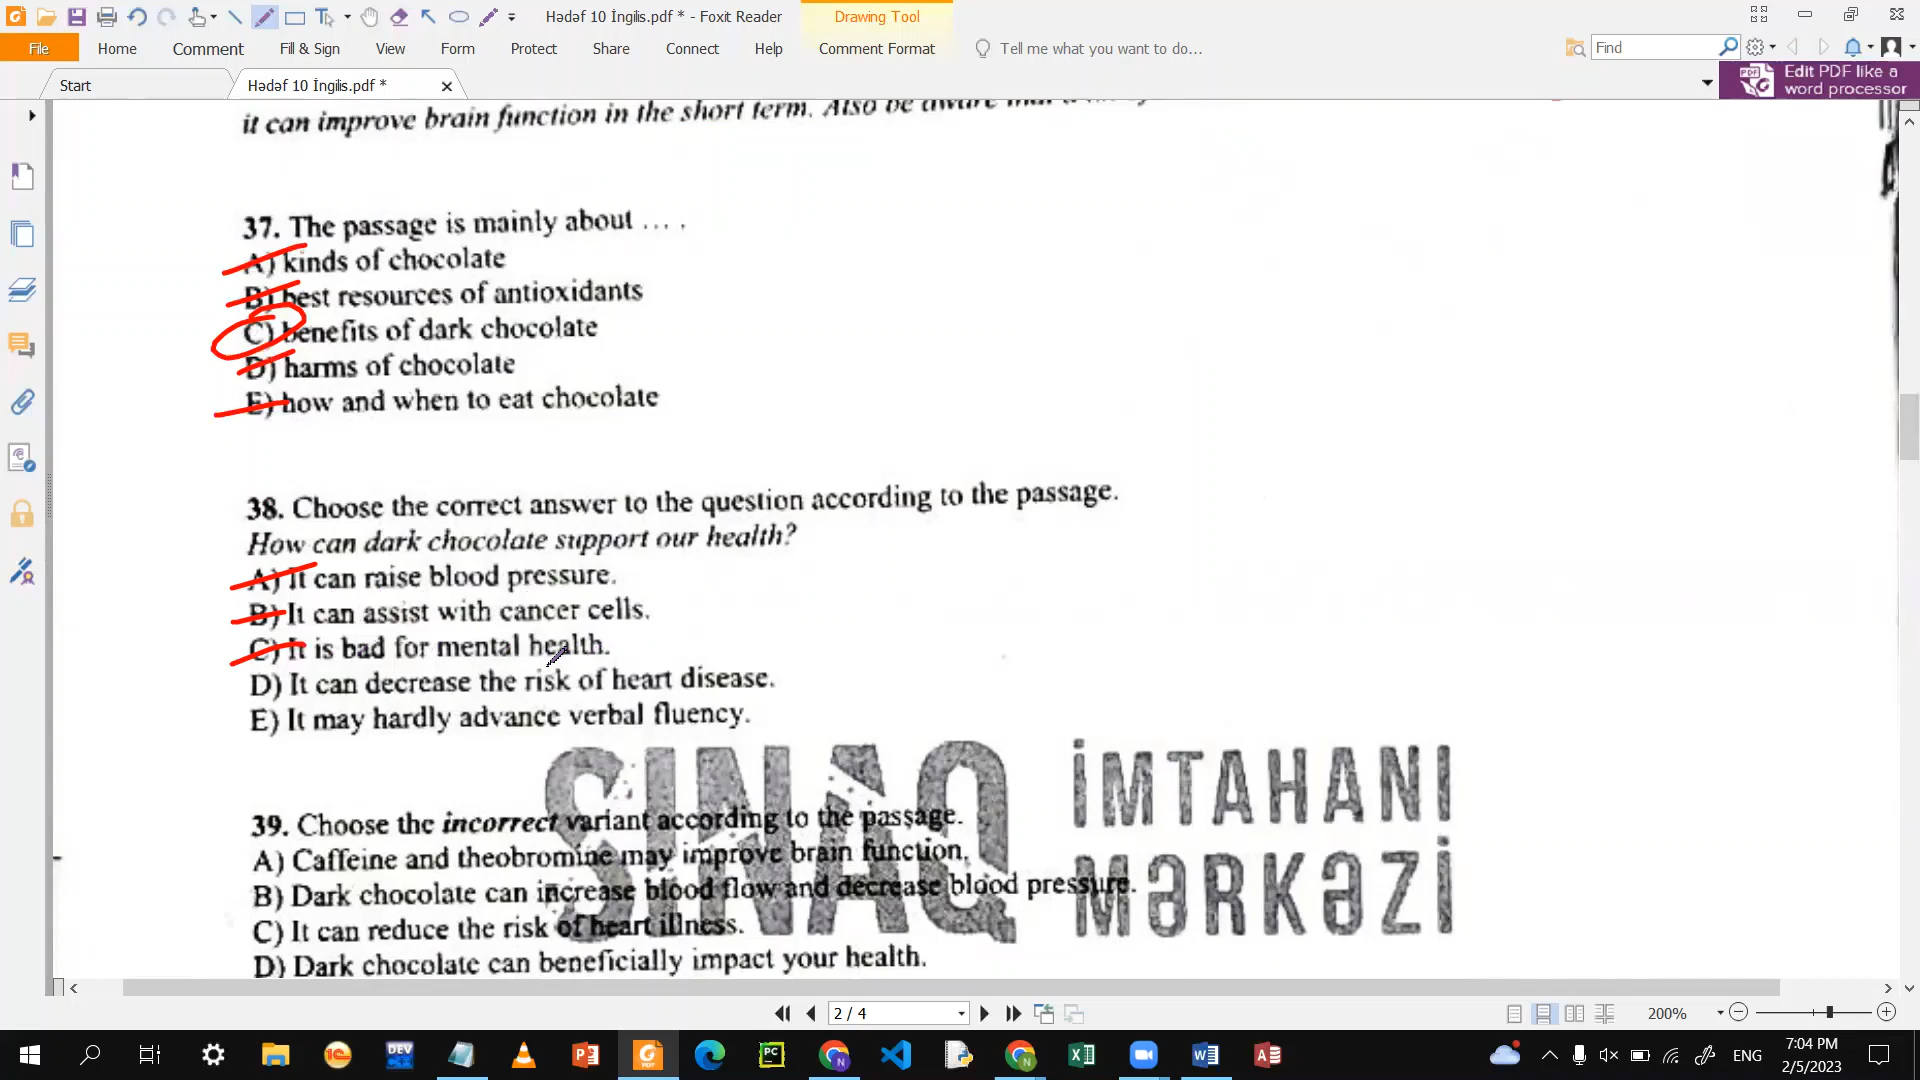 Hədəf 10 İngilis.pdf * - Foxit Reader
Drawing Tool
File
Home
Comment
Fill & Sign
View
Form
Protect
Share
Connect
Help
Comment Format
Tell me what you want to do...
Find
Start
Hədəf 10 İngilis.pdf *
Edit PDF like a
word processor
it can improve brain function in the short term. Also be aware that
37. The passage is mainly about … .
A) kinds of chocolate
B) best resources of antioxidants
C) benefits of dark chocolate
D) harms of chocolate
E) how and when to eat chocolate
38. Choose the correct answer to the question according to the passage.
How can dark chocolate support our health?
A) It can raise blood pressure.
B) It can assist with cancer cells.
C) It is bad for mental health.
D) It can decrease the risk of heart disease.
E) It may hardly advance verbal fluency.
SINAQ
İMTAHANI
MƏRKƏZİ
39. Choose the incorrect variant according to the passage.
A) Caffeine and theobromine may improve brain function.
B) Dark chocolate can increase blood flow and decrease blood pressure.
C) It can reduce the risk of heart illness.
D) Dark chocolate can beneficially impact your health.
2 / 4
200%
ENG
7:04 PM
2/5/2023